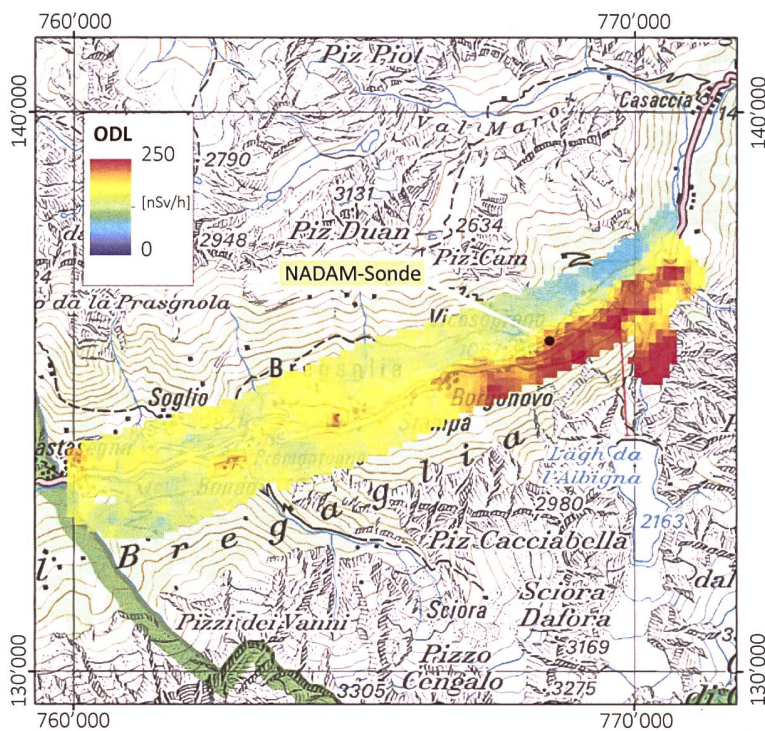 760'000 770'000
140'000 140'000
Piz Piot
Casaccia
Val Maroz
ODL
250
[nSv/h]
0
2790
3131
Piz Duan
2948
2634
Piz Cam
NADAM-Sonde
o da la Prasgnola
Vicosoprano
Bregaglia
Soglio
Borgonovo
Stampa
Promontogno
Bondo
Lägh da
l'Albigna
2980
2163
Bregaglia
Piz Cacciabella
Sciora
Sciora
Dafora
Pizzi dei Vanni
3169
Pizzo
Cengalo
3305
3275
130'000 130'000
760'000 770'000